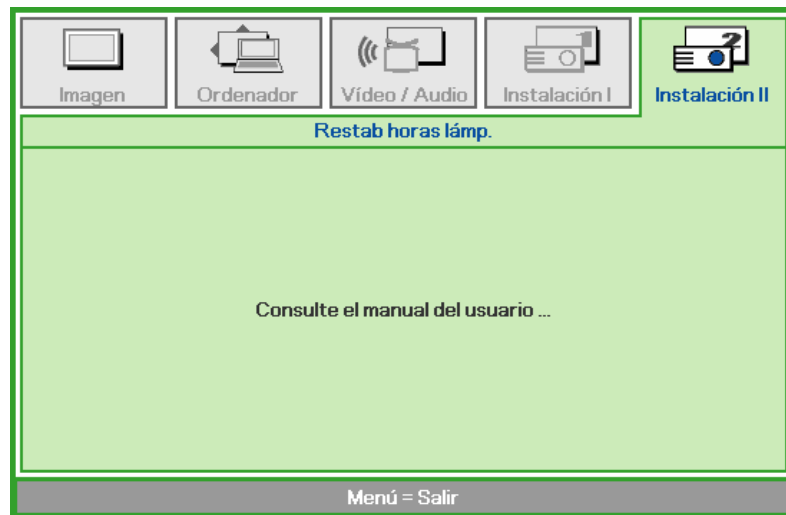 Imagen
Ordenador
Vídeo / Audio
Instalación I
Instalación II
Restab horas lámp.
Consulte el manual del usuario ...
Menú = Salir